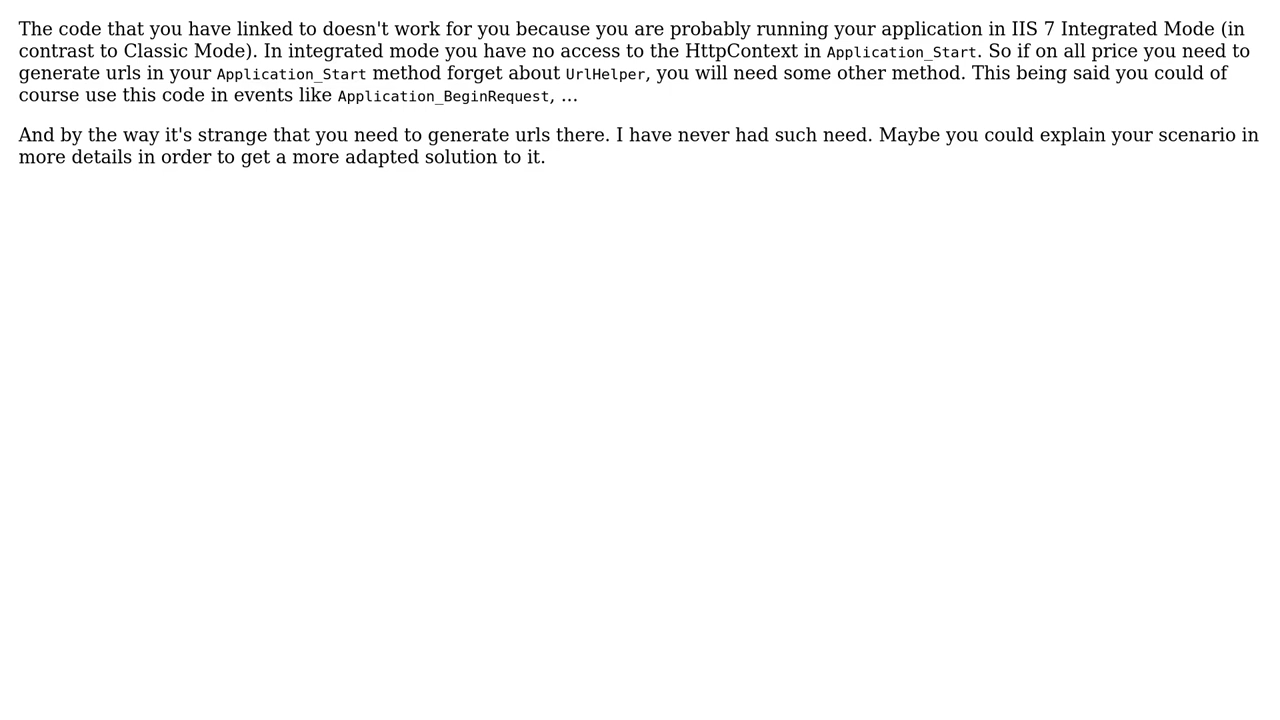 The code that you have linked to doesn't work for you because you are probably running your application in IIS 7 Integrated Mode (in
contrast to Classic Mode). In integrated mode you have no access to the HttpContext in Application_Start. So if on all price you need to
generate urls in your Application_Start method forget about UrlHelper, you will need some other method. This being said you could of
course use this code in events like Application_BeginRequest, ...
And by the way it's strange that you need to generate urls there. I have never had such need. Maybe you could explain your scenario in
more details in order to get a more adapted solution to it.